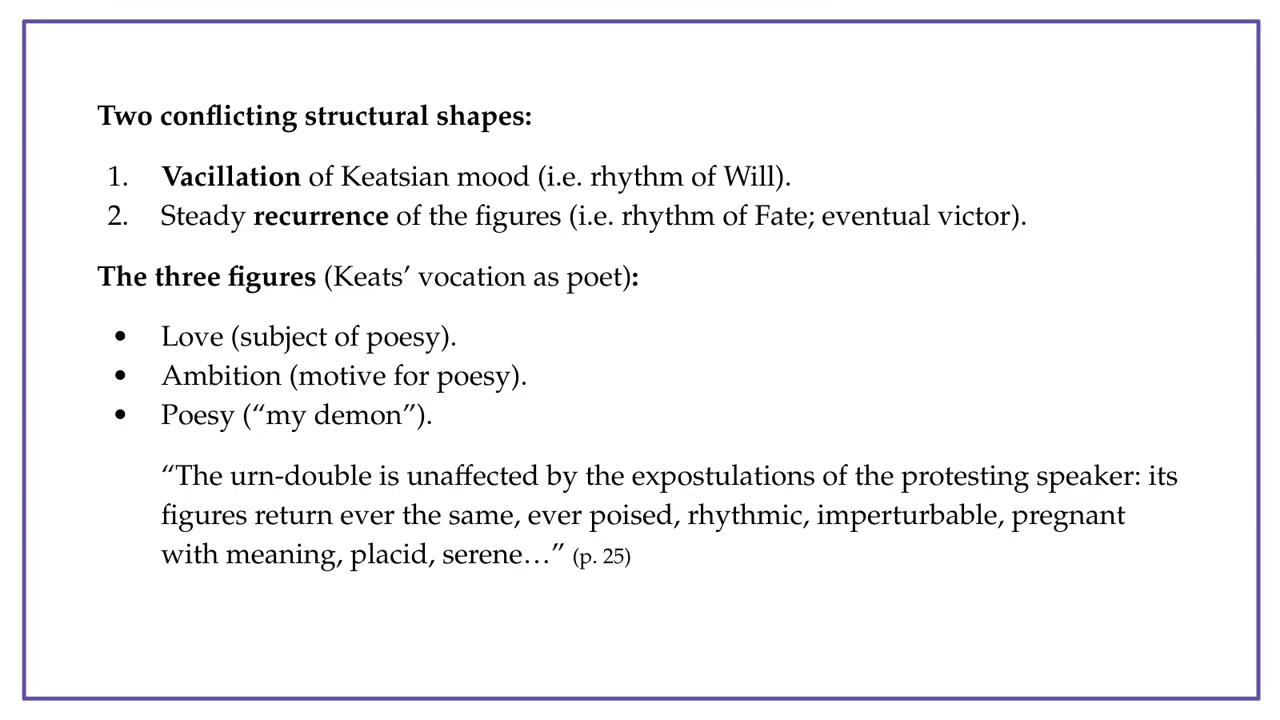 Two conflicting structural shapes:
1. Vacillation of Keatsian mood (i.e. rhythm of Will).
2. Steady recurrence of the figures (i.e. rhythm of Fate; eventual victor).
The three figures (Keats’ vocation as poet):
• Love (subject of poesy).
• Ambition (motive for poesy).
• Poesy (“my demon”).
“The urn-double is unaffected by the expostulations of the protesting speaker: its
figures return ever the same, ever poised, rhythmic, imperturbable, pregnant
with meaning, placid, serene…” (p. 25)